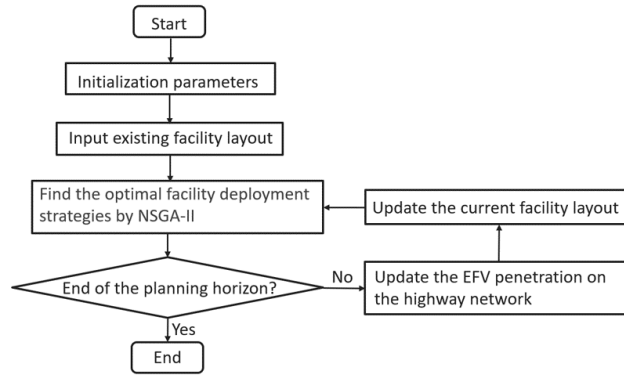 Start
Initialization parameters
Input existing facility layout
Find the optimal facility deployment
strategies by NSGA-II
Update the current facility layout
End of the planning horizon?
No
Update the EFV penetration on
the highway network
Yes
End